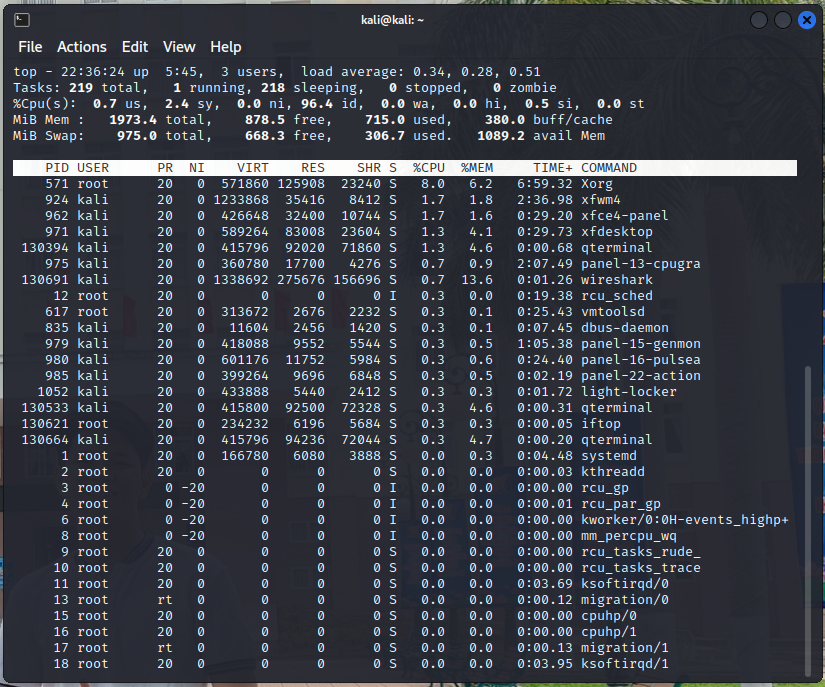 kali@kali: ~
File Actions Edit View Help
top - 22:36:24 up  5:45,  3 users,  load average: 0.34, 0.28, 0.51
Tasks: 219 total,   1 running, 218 sleeping,   0 stopped,   0 zombie
%Cpu(s):  0.7 us,  2.4 sy,  0.0 ni, 96.4 id,  0.0 wa,  0.0 hi,  0.5 si,  0.0 st
MiB Mem :   1973.4 total,    878.5 free,    715.0 used,    380.0 buff/cache
MiB Swap:    975.0 total,    668.3 free,    306.7 used.   1089.2 avail Mem
PID USER      PR  NI    VIRT    RES    SHR S  %CPU  %MEM     TIME+ COMMAND
571 root      20   0  571860 125908  23240 S   8.0   6.2   6:59.32 Xorg
924 kali      20   0 1233868  35416   8412 S   1.7   1.8   2:36.98 xfwm4
962 kali      20   0  426648  32400  10744 S   1.7   1.6   0:29.20 xfce4-panel
971 kali      20   0  589264  83008  23604 S   1.3   4.1   0:29.73 xfdesktop
130394 kali      20   0  415796  92020  71860 S   1.3   4.6   0:00.68 qterminal
975 kali      20   0  360780  17700   4276 S   0.7   0.9   2:07.49 panel-13-cpugra
130691 kali      20   0 1338692 275676 156696 S   0.7  13.6   0:01.26 wireshark
12 root      20   0       0      0      0 I   0.3   0.0   0:19.38 rcu_sched
617 root      20   0  313672   2676   2232 S   0.3   0.1   0:25.43 vmtoolsd
835 kali      20   0   11604   2456   1420 S   0.3   0.1   0:07.45 dbus-daemon
979 kali      20   0  418088   9552   5544 S   0.3   0.5   1:05.38 panel-15-genmon
980 kali      20   0  601176  11752   5984 S   0.3   0.6   0:24.40 panel-16-pulsea
985 kali      20   0  399264   9696   6848 S   0.3   0.5   0:02.19 panel-22-action
1052 kali      20   0  433888   5440   2412 S   0.3   0.3   0:01.72 light-locker
130533 kali      20   0  415800  92500  72328 S   0.3   4.6   0:00.31 qterminal
130621 root      20   0  234232   6196   5684 S   0.3   0.3   0:00.05 iftop
130664 kali      20   0  415796  94236  72044 S   0.3   4.7   0:00.20 qterminal
1 root      20   0  166780   6080   3888 S   0.0   0.3   0:04.48 systemd
2 root      20   0       0      0      0 S   0.0   0.0   0:00.03 kthreadd
3 root       0 -20       0      0      0 I   0.0   0.0   0:00.00 rcu_gp
4 root       0 -20       0      0      0 I   0.0   0.0   0:00.01 rcu_par_gp
6 root       0 -20       0      0      0 I   0.0   0.0   0:00.00 kworker/0:0H-events_highp+
8 root       0 -20       0      0      0 I   0.0   0.0   0:00.00 mm_percpu_wq
9 root      20   0       0      0      0 S   0.0   0.0   0:00.00 rcu_tasks_rude_
10 root      20   0       0      0      0 S   0.0   0.0   0:00.00 rcu_tasks_trace
11 root      20   0       0      0      0 S   0.0   0.0   0:03.69 ksoftirqd/0
13 root      rt   0       0      0      0 S   0.0   0.0   0:00.12 migration/0
15 root      20   0       0      0      0 S   0.0   0.0   0:00.00 cpuhp/0
16 root      20   0       0      0      0 S   0.0   0.0   0:00.00 cpuhp/1
17 root      rt   0       0      0      0 S   0.0   0.0   0:00.13 migration/1
18 root      20   0       0      0      0 S   0.0   0.0   0:03.95 ksoftirqd/1